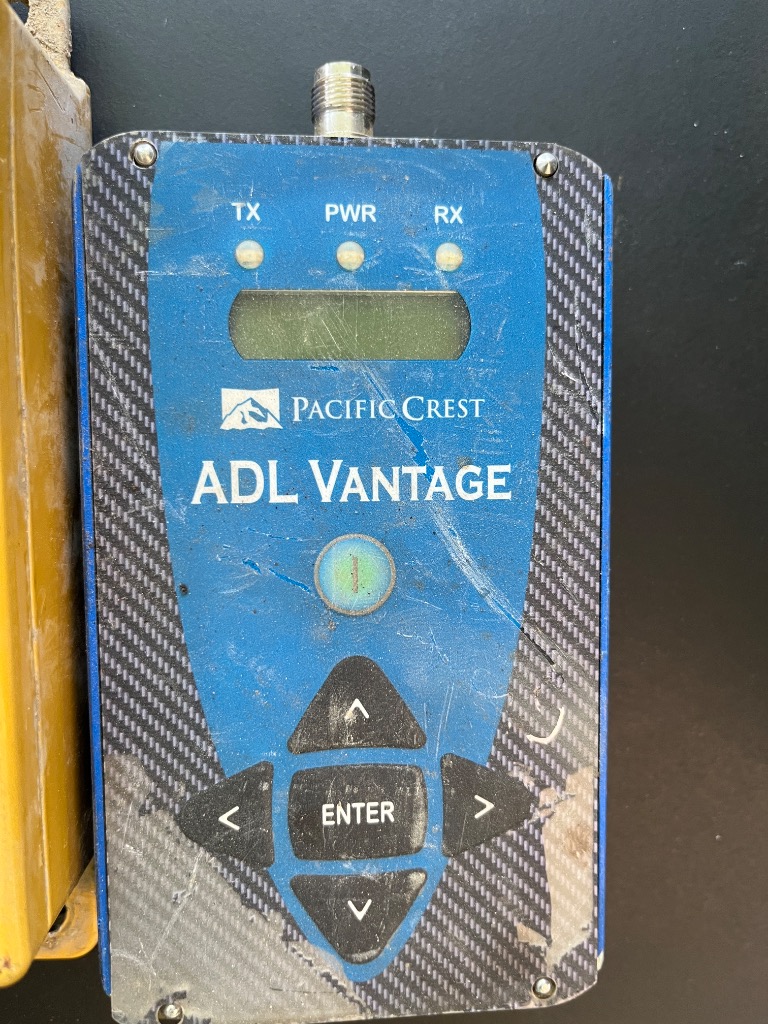 TX PWR RX
PACIFIC CREST
ADL VANTAGE
^
< ENTER >
v